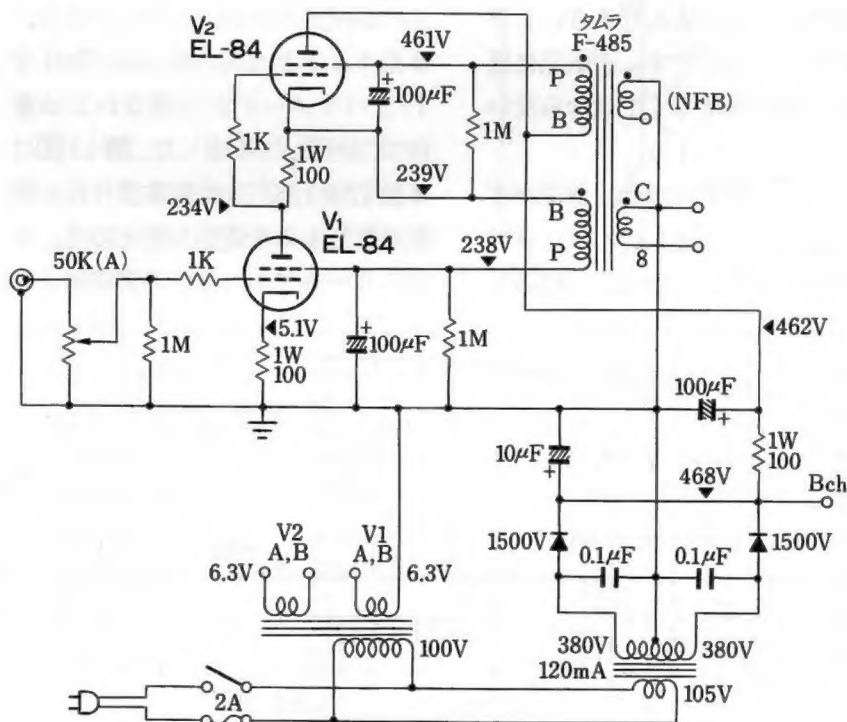 V2
EL-84
461V
タムラ
F-485
P
(NFB)
+
100μF
1K
1M
B
1W
100
239V
234V
V1
EL-84
B
C
238V
P
8
50K(A)
1K
5.1V
462V
1M
1W
100
+
100μF
1M
100μF
+
10μF
+
1W
100
468V
Bch
V2
A,B
V1
A,B
1500V
1500V
6.3V
6.3V
0.1μF
0.1μF
100V
380V
380V
120mA
2A
105V